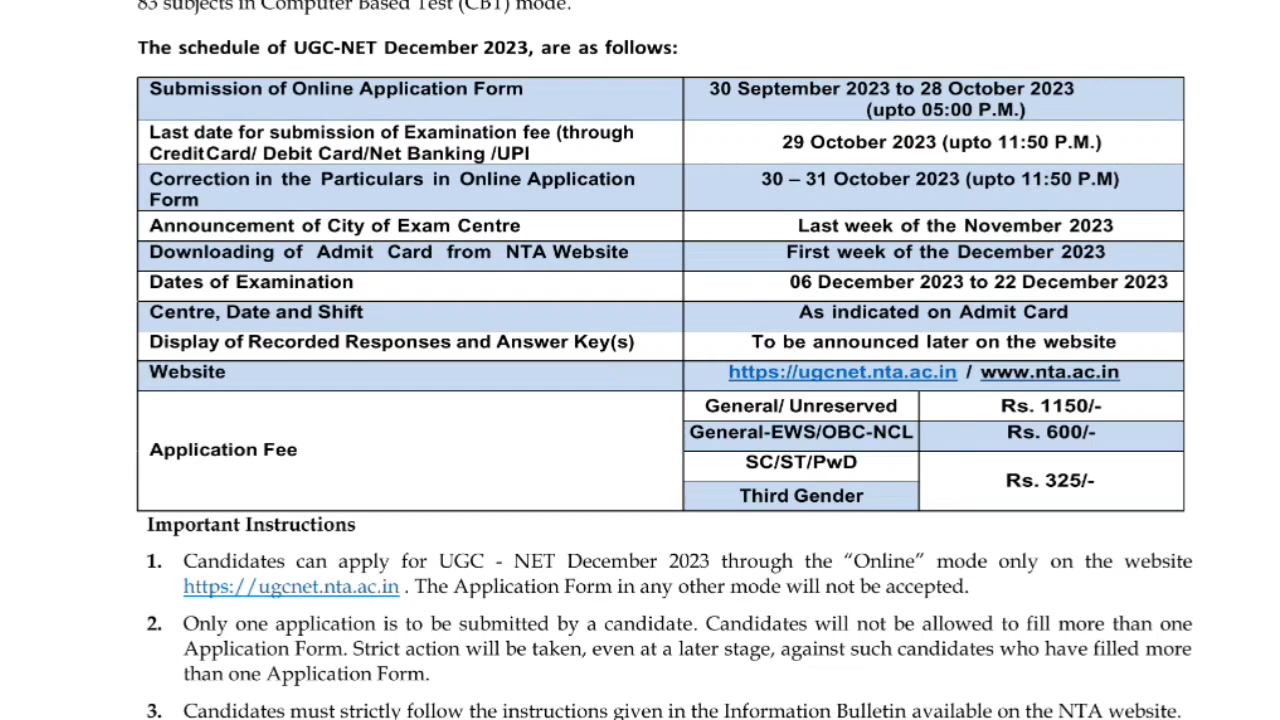 83 subjects in Computer Based Test (CBT) mode.
The schedule of UGC-NET December 2023, are as follows:
Submission of Online Application Form
30 September 2023 to 28 October 2023
(upto 05:00 P.M.)
Last date for submission of Examination fee (through
CreditCard/ Debit Card/Net Banking /UPI
29 October 2023 (upto 11:50 P.M.)
Correction in the Particulars in Online Application
Form
30 – 31 October 2023 (upto 11:50 P.M)
Announcement of City of Exam Centre
Last week of the November 2023
Downloading of Admit Card from NTA Website
First week of the December 2023
Dates of Examination
06 December 2023 to 22 December 2023
Centre, Date and Shift
As indicated on Admit Card
Display of Recorded Responses and Answer Key(s)
To be announced later on the website
Website
https://ugcnet.nta.ac.in / www.nta.ac.in
Application Fee
General/ Unreserved
Rs. 1150/-
General-EWS/OBC-NCL
Rs. 600/-
SC/ST/PwD
Third Gender
Rs. 325/-
Important Instructions
1. Candidates can apply for UGC - NET December 2023 through the “Online” mode only on the website
https://ugcnet.nta.ac.in . The Application Form in any other mode will not be accepted.
2. Only one application is to be submitted by a candidate. Candidates will not be allowed to fill more than one
Application Form. Strict action will be taken, even at a later stage, against such candidates who have filled more
than one Application Form.
3. Candidates must strictly follow the instructions given in the Information Bulletin available on the NTA website.